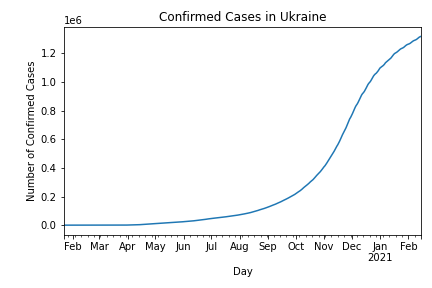 Confirmed Cases in Ukraine
1e6
1.2
1.0
0.8
0.6
0.4
0.2
0.0
Number of Confirmed Cases
Feb Mar Apr May Jun Jul Aug Sep Oct Nov Dec Jan Feb
2021
Day